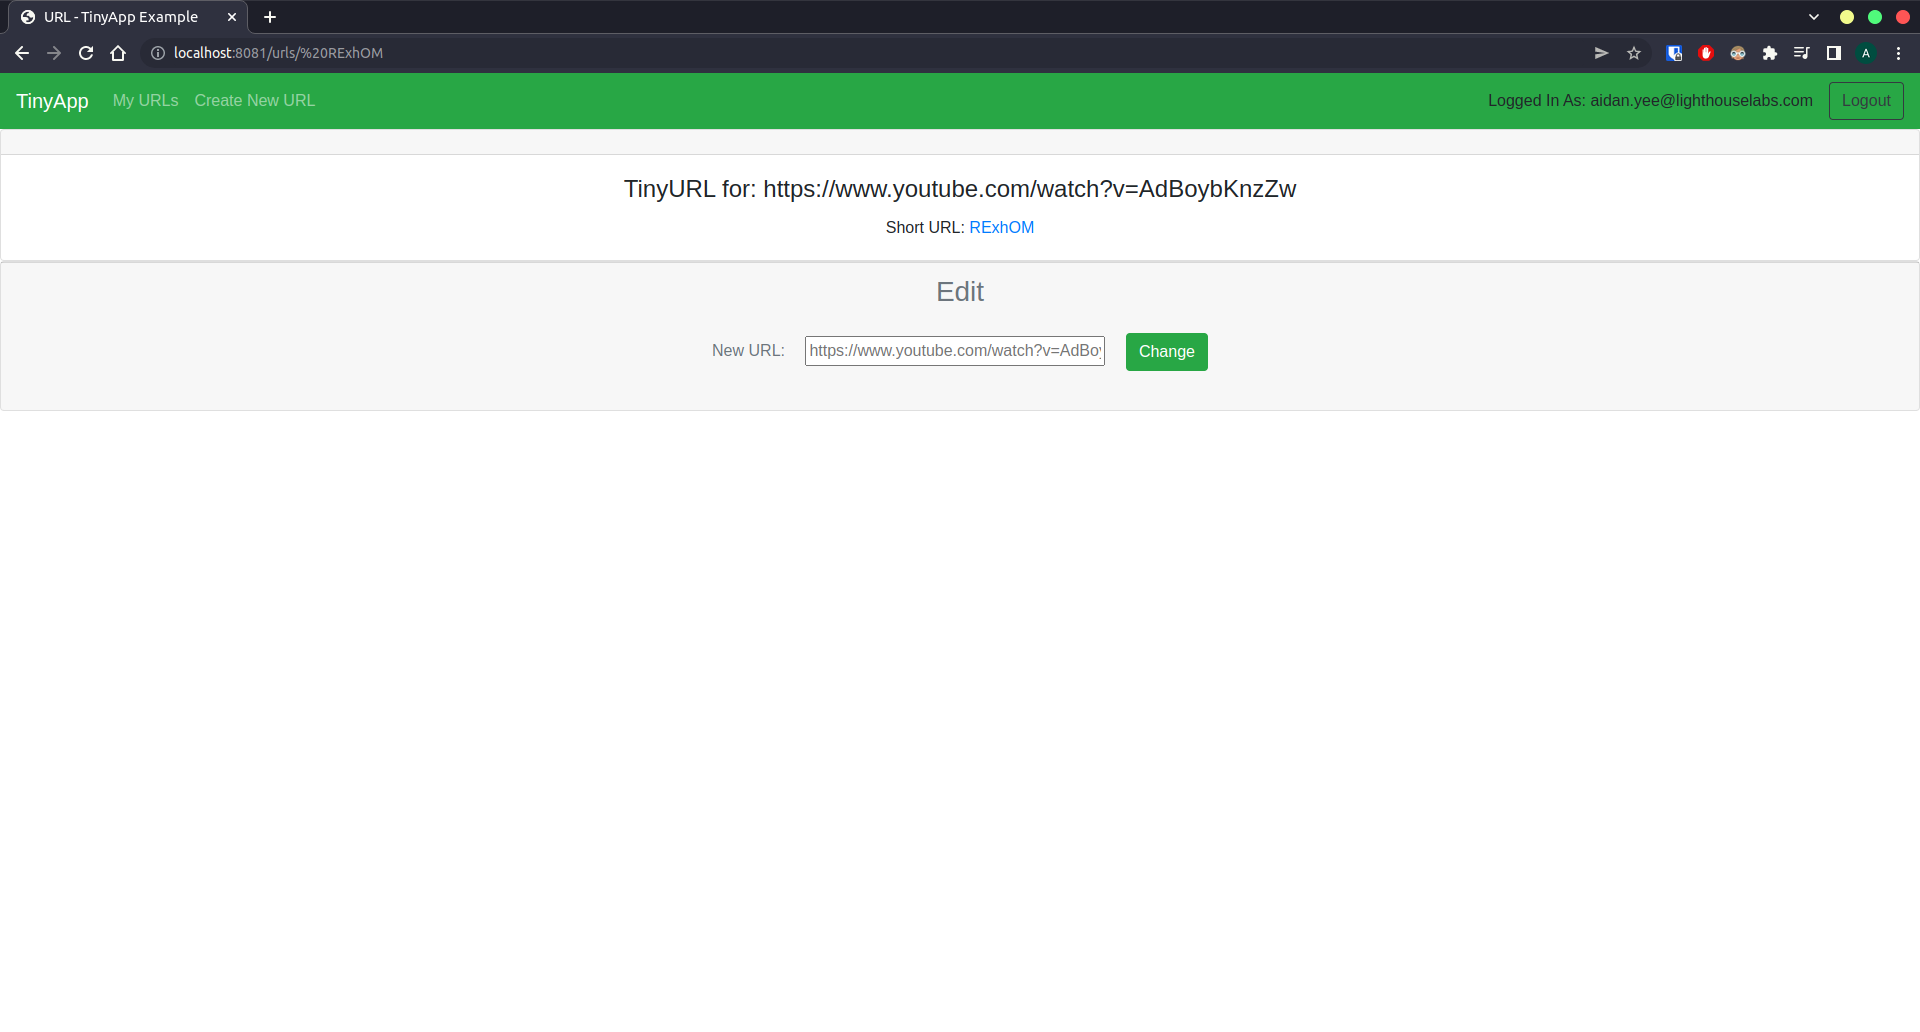 URL - TinyApp Example
localhost:8081/urls/%20RExhOM
A
TinyApp My URLs Create New URL Logged In As: aidan.yee@lighthouselabs.com Logout
TinyURL for: https://www.youtube.com/watch?v=AdBoybKnzZw
Short URL: RExhOM
Edit
New URL: https://www.youtube.com/watch?v=AdBoy Change